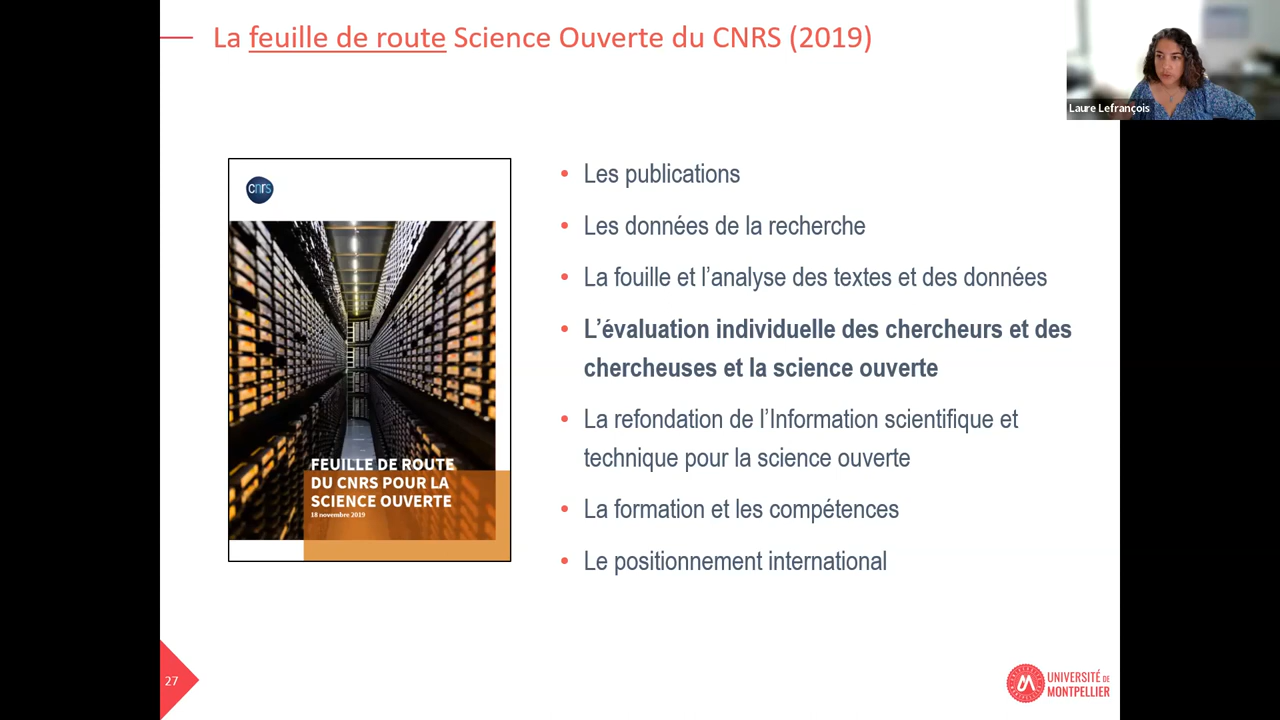 La feuille de route Science Ouverte du CNRS (2019)
Laure Lefrançois
cnrs
FEUILLE DE ROUTE
DU CNRS POUR LA
SCIENCE OUVERTE
18 novembre 2019
• Les publications
• Les données de la recherche
• La fouille et l’analyse des textes et des données
• L’évaluation individuelle des chercheurs et des
chercheuses et la science ouverte
• La refondation de l’Information scientifique et
technique pour la science ouverte
• La formation et les compétences
• Le positionnement international
27
UNIVERSITÉ DE
MONTPELLIER